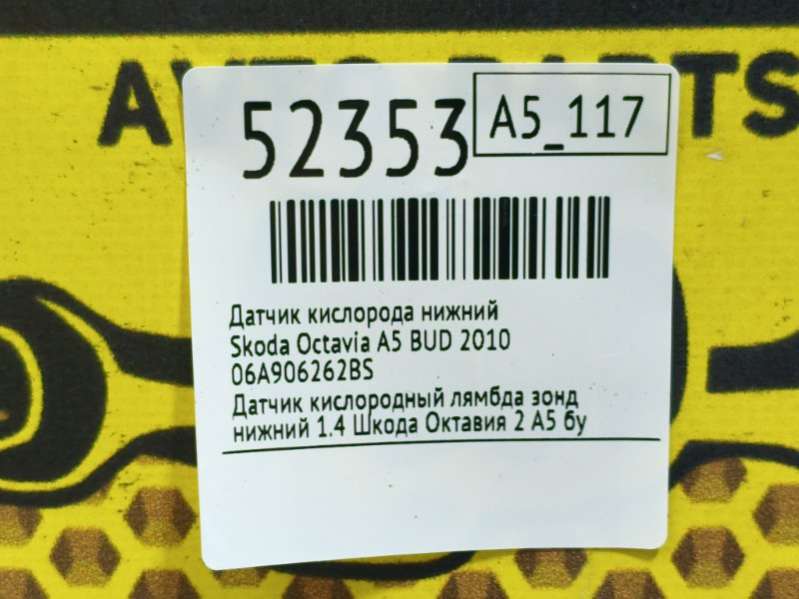 52353
A5_117
Датчик кислорода нижний
Skoda Octavia A5 BUD 2010
06A906262BS
Датчик кислородный лямбда зонд
нижний 1.4 Шкода Октавия 2 А5 бу